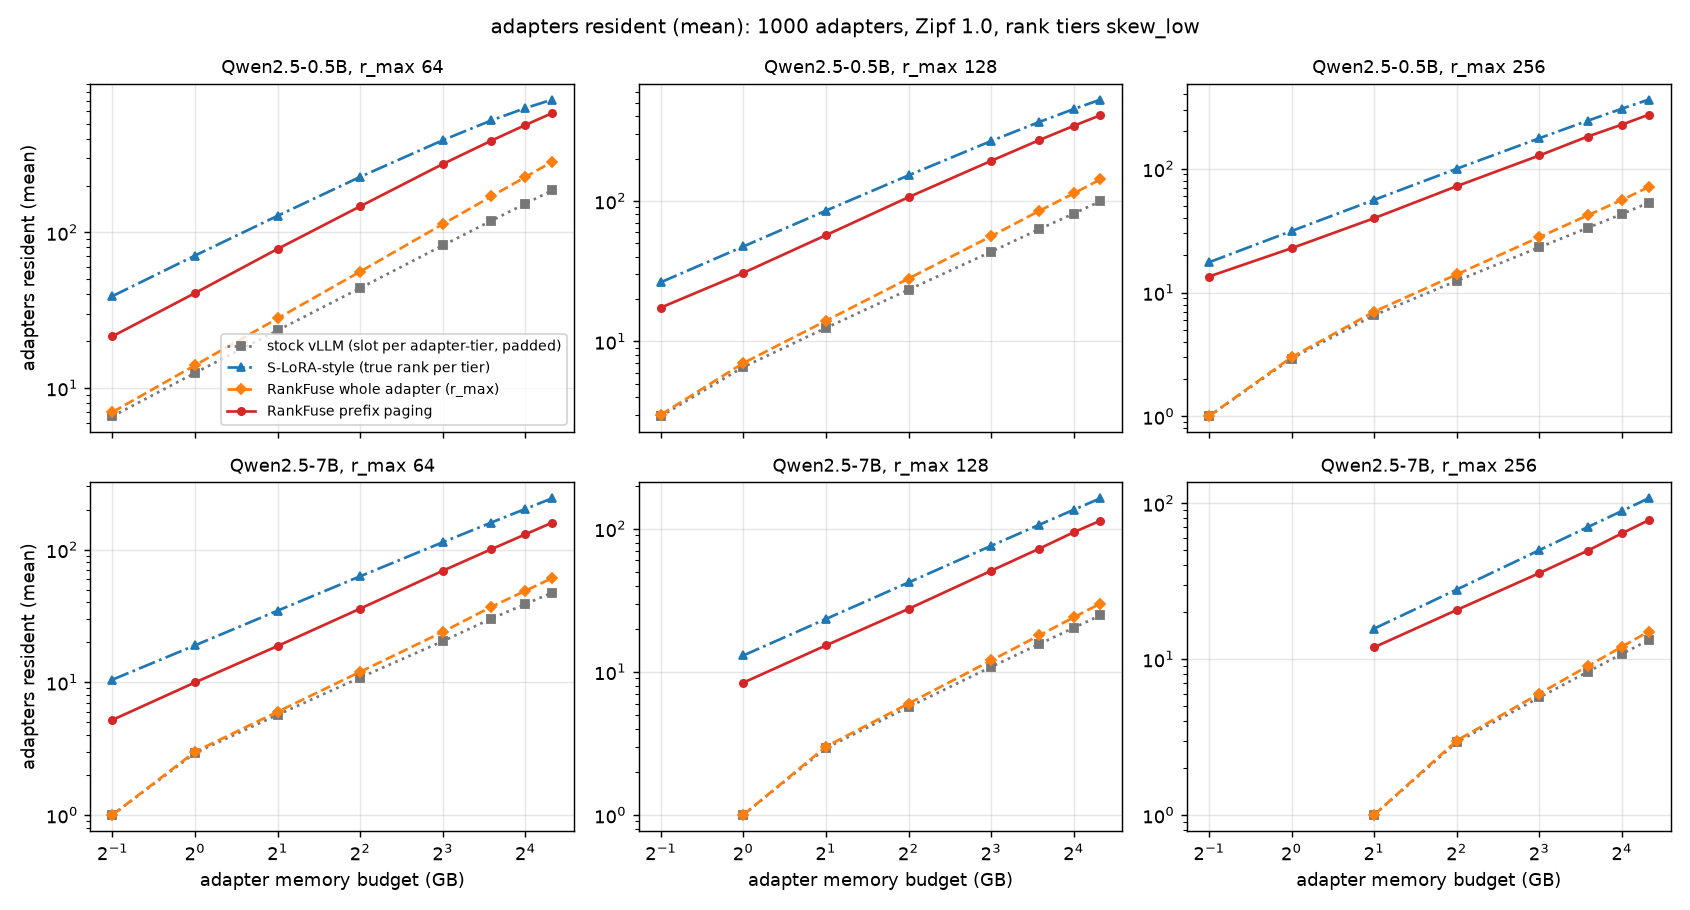 adapters resident (mean): 1000 adapters, Zipf 1.0, rank tiers skew_low
Qwen2.5-0.5B, r_max 64
Qwen2.5-0.5B, r_max 128
Qwen2.5-0.5B, r_max 256
adapters resident (mean)
10²
10¹
stock vLLM (slot per adapter-tier, padded)
S-LoRA-style (true rank per tier)
RankFuse whole adapter (r_max)
RankFuse prefix paging
10²
10¹
10²
10¹
10⁰
Qwen2.5-7B, r_max 64
Qwen2.5-7B, r_max 128
Qwen2.5-7B, r_max 256
adapters resident (mean)
10²
10¹
10⁰
10²
10¹
10⁰
10²
10¹
10⁰
2⁻¹ 2⁰ 2¹ 2² 2³ 2⁴
2⁻¹ 2⁰ 2¹ 2² 2³ 2⁴
2⁻¹ 2⁰ 2¹ 2² 2³ 2⁴
adapter memory budget (GB)
adapter memory budget (GB)
adapter memory budget (GB)